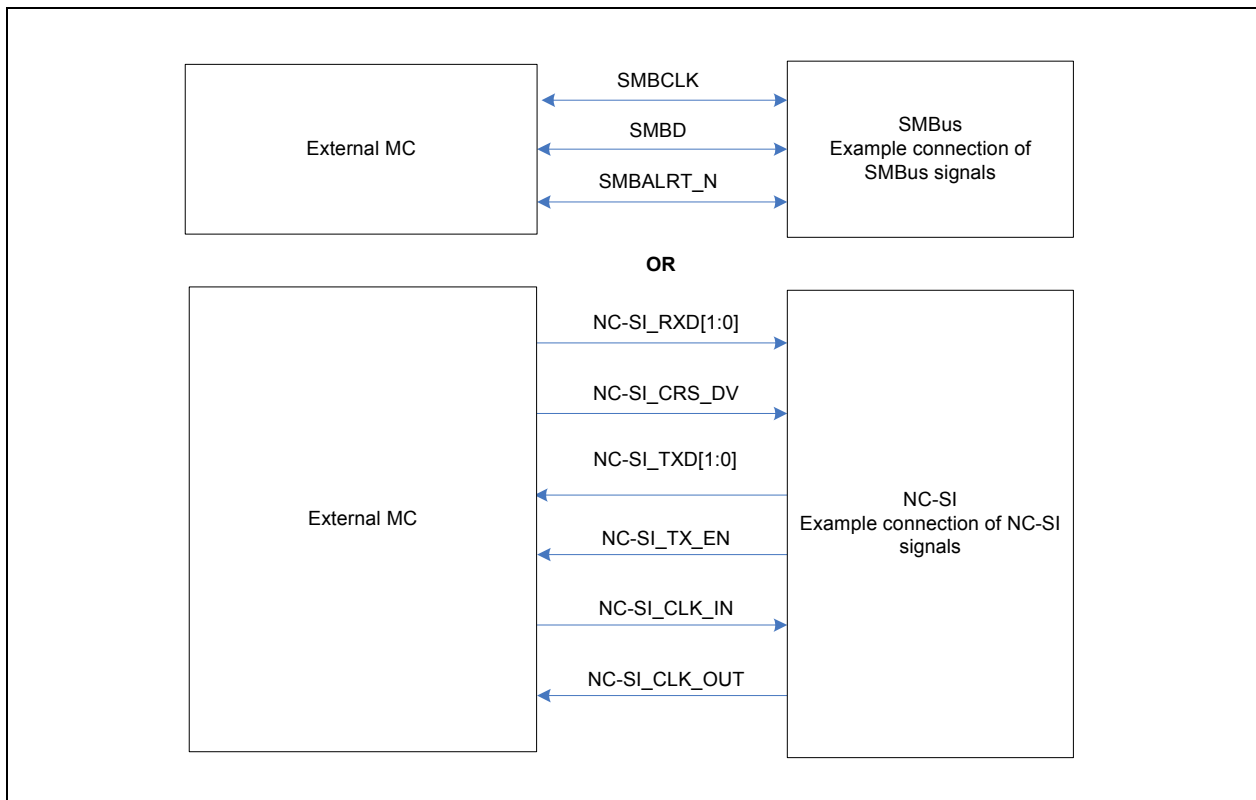 SMBCLK
External MC
SMBD
SMBALRT_N
SMBus
Example connection of
SMBus signals
OR
NC-SI_RXD[1:0]
NC-SI_CRS_DV
NC-SI_TXD[1:0]
External MC
NC-SI_TX_EN
NC-SI_CLK_IN
NC-SI_CLK_OUT
NC-SI
Example connection of NC-SI
signals